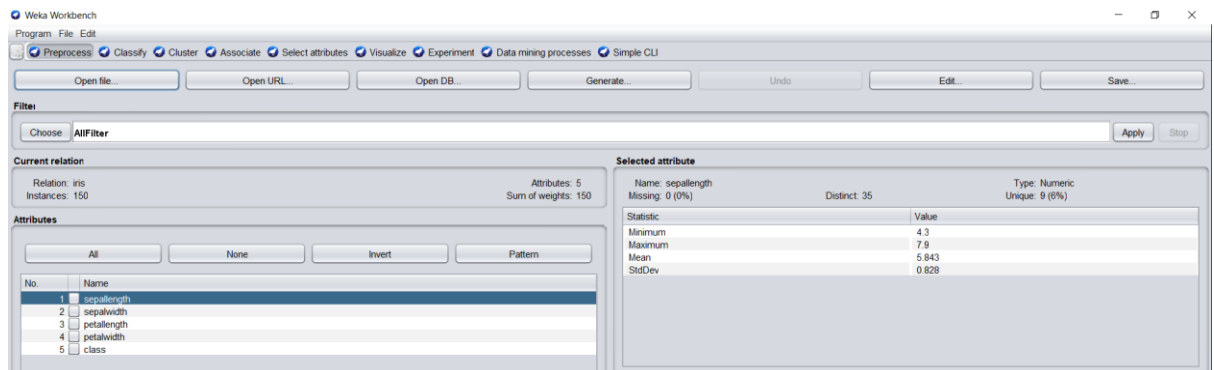 Weka Workbench
Program File Edit
Preprocess Classify Cluster Associate Select attributes Visualize Experiment Data mining processes Simple CLI
Open file... Open URL... Open DB... Generate... Undo Edit... Save...
Filter
Choose AllFilter Apply Stop
Current relation
Relation: iris Attributes: 5
Instances: 150 Sum of weights: 150
Attributes
All None Invert Pattern
No. Name
1 sepallength
2 sepalwidth
3 petallength
4 petalwidth
5 class
Selected attribute
Name: sepallength Type: Numeric
Missing: 0 (0%) Distinct: 35 Unique: 9 (6%)
Statistic Value
Minimum 4.3
Maximum 7.9
Mean 5.843
StdDev 0.828